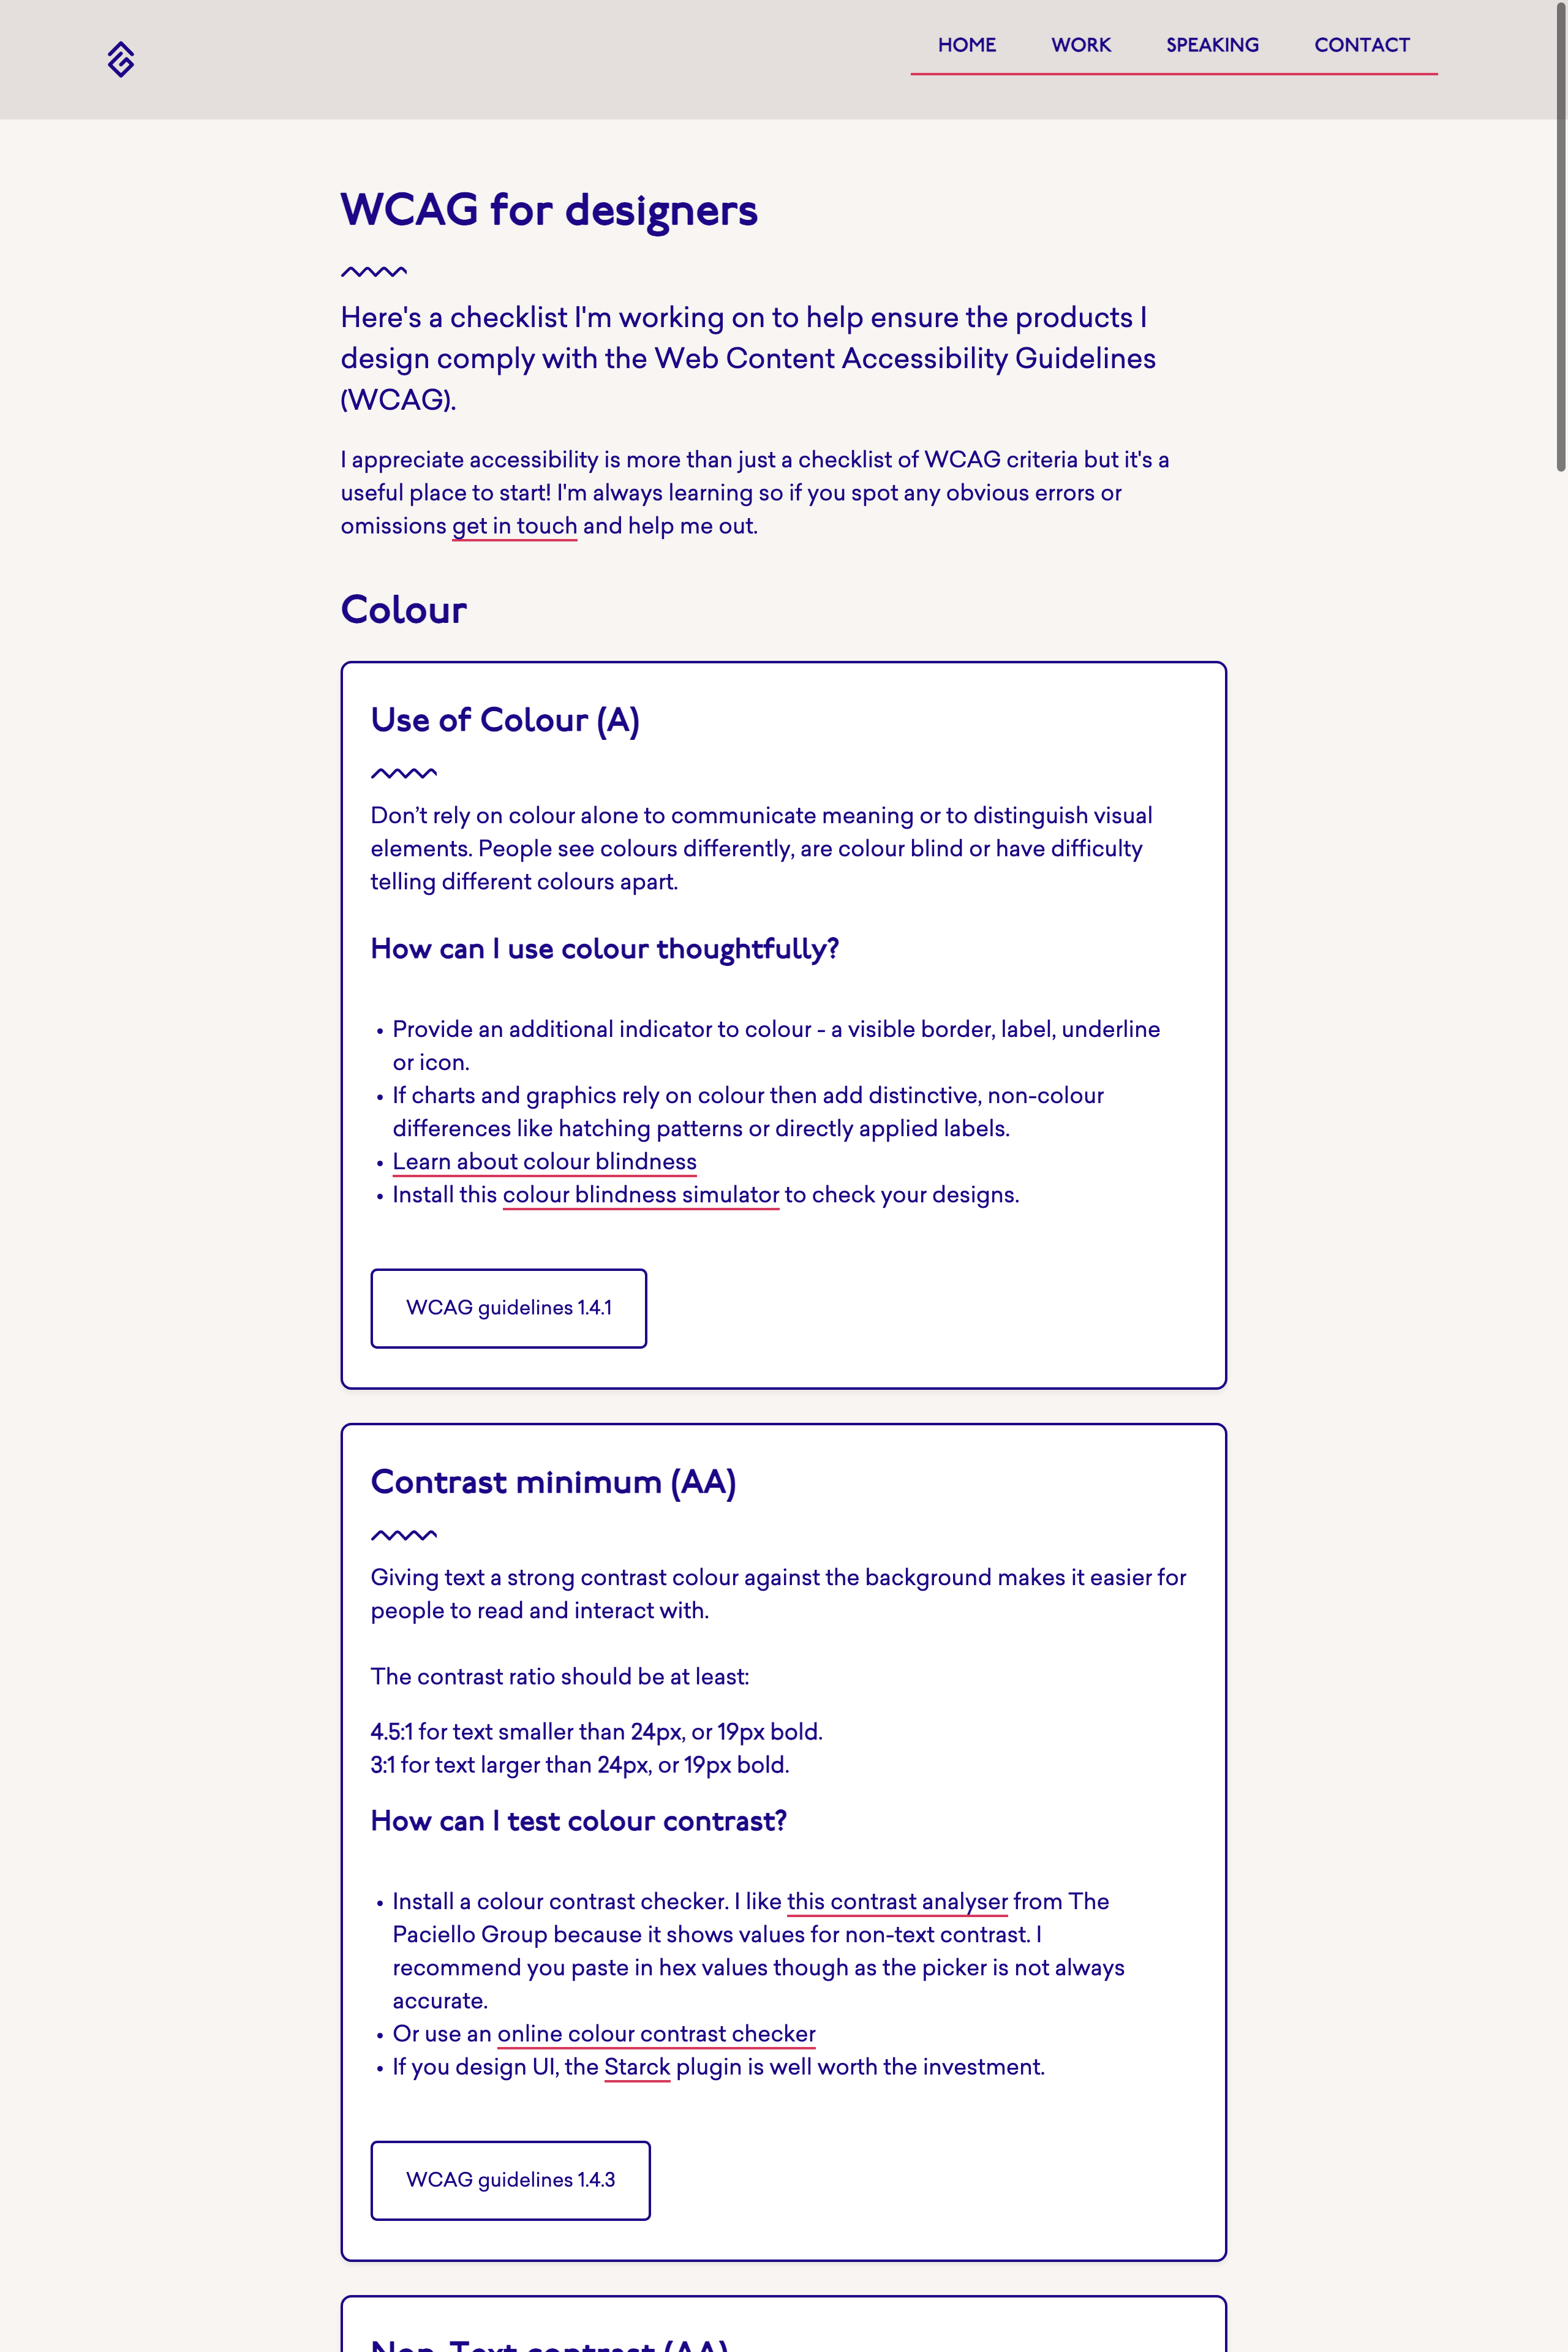 HOME WORK SPEAKING CONTACT
WCAG for designers
Here's a checklist I'm working on to help ensure the products I
design comply with the Web Content Accessibility Guidelines
(WCAG).
I appreciate accessibility is more than just a checklist of WCAG criteria but it's a
useful place to start! I'm always learning so if you spot any obvious errors or
omissions get in touch and help me out.
Colour
Use of Colour (A)
Don’t rely on colour alone to communicate meaning or to distinguish visual
elements. People see colours differently, are colour blind or have difficulty
telling different colours apart.
How can I use colour thoughtfully?
• Provide an additional indicator to colour - a visible border, label, underline
or icon.
• If charts and graphics rely on colour then add distinctive, non-colour
differences like hatching patterns or directly applied labels.
• Learn about colour blindness
• Install this colour blindness simulator to check your designs.
WCAG guidelines 1.4.1
Contrast minimum (AA)
Giving text a strong contrast colour against the background makes it easier for
people to read and interact with.
The contrast ratio should be at least:
4.5:1 for text smaller than 24px, or 19px bold.
3:1 for text larger than 24px, or 19px bold.
How can I test colour contrast?
• Install a colour contrast checker. I like this contrast analyser from The
Paciello Group because it shows values for non-text contrast. I
recommend you paste in hex values though as the picker is not always
accurate.
• Or use an online colour contrast checker
• If you design UI, the Starck plugin is well worth the investment.
WCAG guidelines 1.4.3
Non-Text contrast (AA)